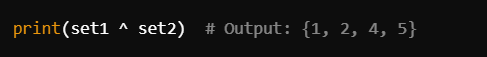 print(set1 ^ set2)  # Output: {1, 2, 4, 5}